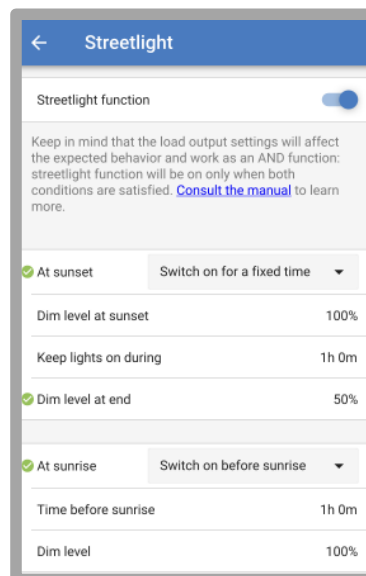 Streetlight
Streetlight function
Keep in mind that the load output settings will affect
the expected behavior and work as an AND function:
streetlight function will be on only when both
conditions are satisfied. Consult the manual to learn
more.
At sunset Switch on for a fixed time
Dim level at sunset 100%
Keep lights on during 1h 0m
Dim level at end 50%
At sunrise Switch on before sunrise
Time before sunrise 1h 0m
Dim level 100%